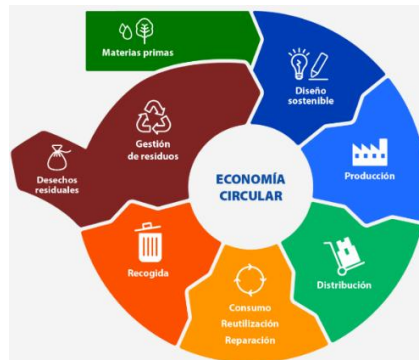 Materias primas
Diseño
sostenible
Producción
Distribución
Consumo
Reutilización
Reparación
Recogida
Gestión
de residuos
Desechos
residuales
ECONOMÍA
CIRCULAR